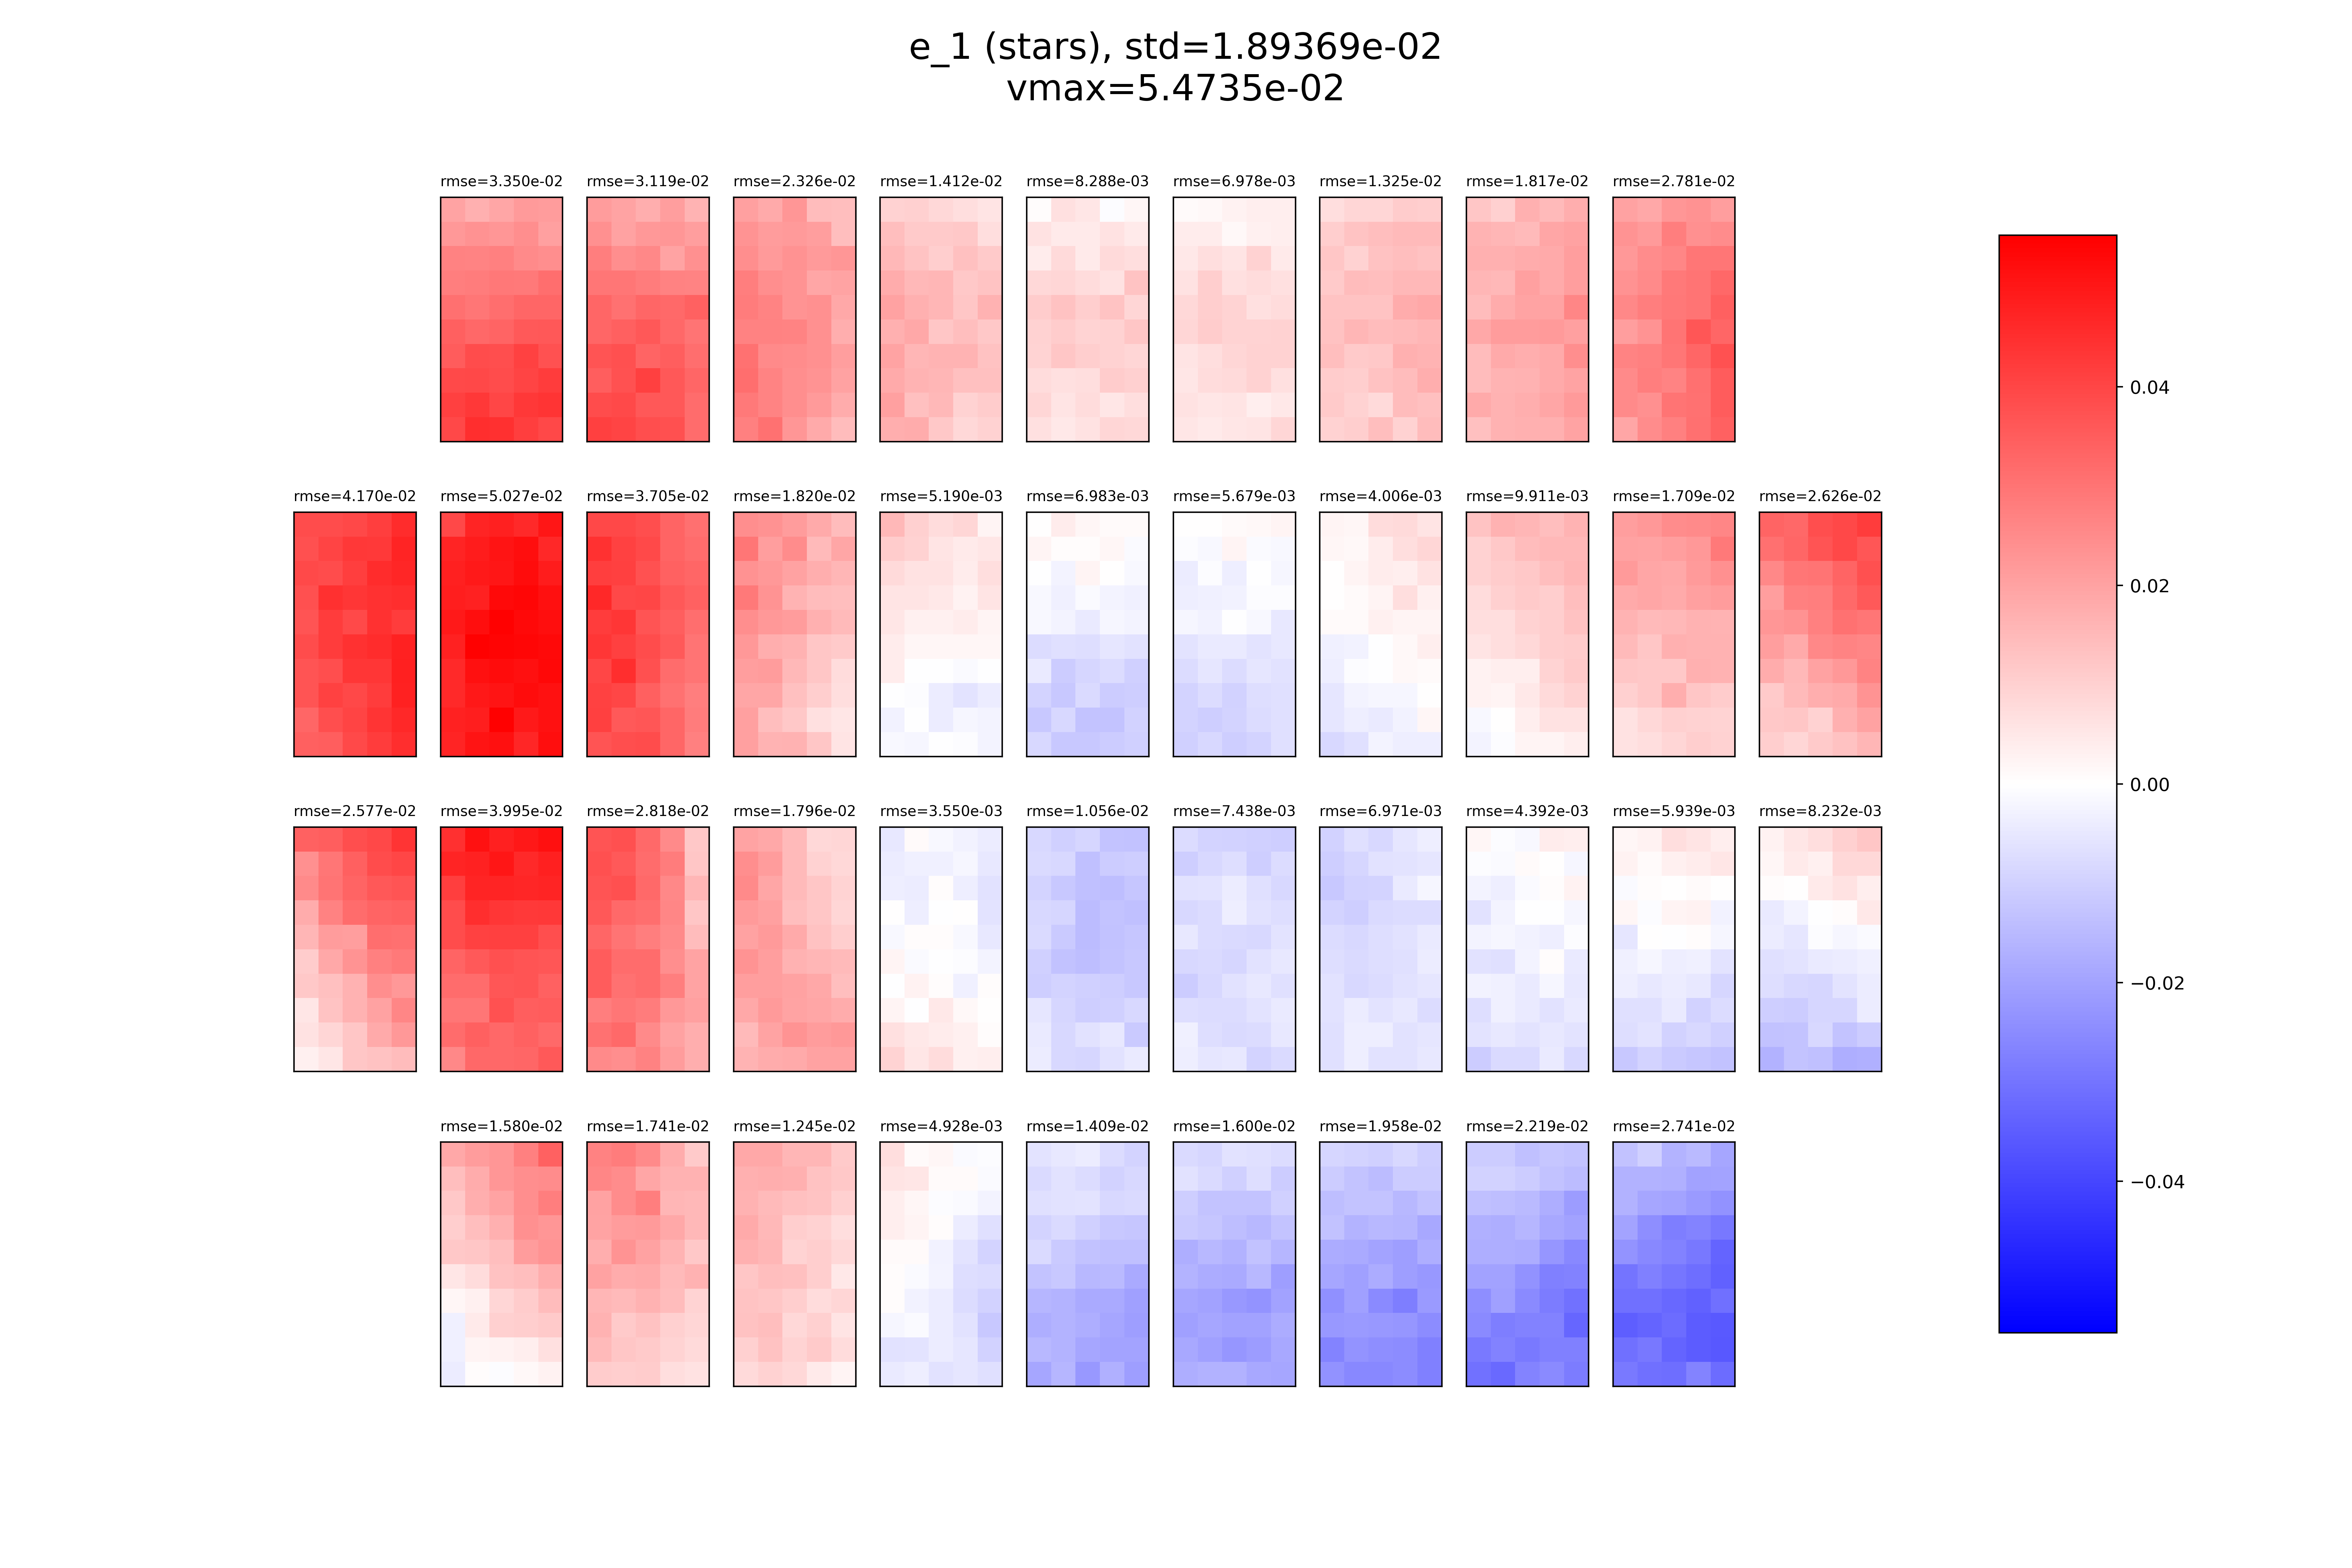 e_1 (stars), std=1.89369e-02
vmax=5.4735e-02
rmse=3.350e-02 rmse=3.119e-02 rmse=2.326e-02 rmse=1.412e-02 rmse=8.288e-03 rmse=6.978e-03 rmse=1.325e-02 rmse=1.817e-02 rmse=2.781e-02
rmse=4.170e-02 rmse=5.027e-02 rmse=3.705e-02 rmse=1.820e-02 rmse=5.190e-03 rmse=6.983e-03 rmse=5.679e-03 rmse=4.006e-03 rmse=9.911e-03 rmse=1.709e-02 rmse=2.626e-02
rmse=2.577e-02 rmse=3.995e-02 rmse=2.818e-02 rmse=1.796e-02 rmse=3.550e-03 rmse=1.056e-02 rmse=7.438e-03 rmse=6.971e-03 rmse=4.392e-03 rmse=5.939e-03 rmse=8.232e-03
rmse=1.580e-02 rmse=1.741e-02 rmse=1.245e-02 rmse=4.928e-03 rmse=1.409e-02 rmse=1.600e-02 rmse=1.958e-02 rmse=2.219e-02 rmse=2.741e-02
0.04
0.02
0.00
−0.02
−0.04